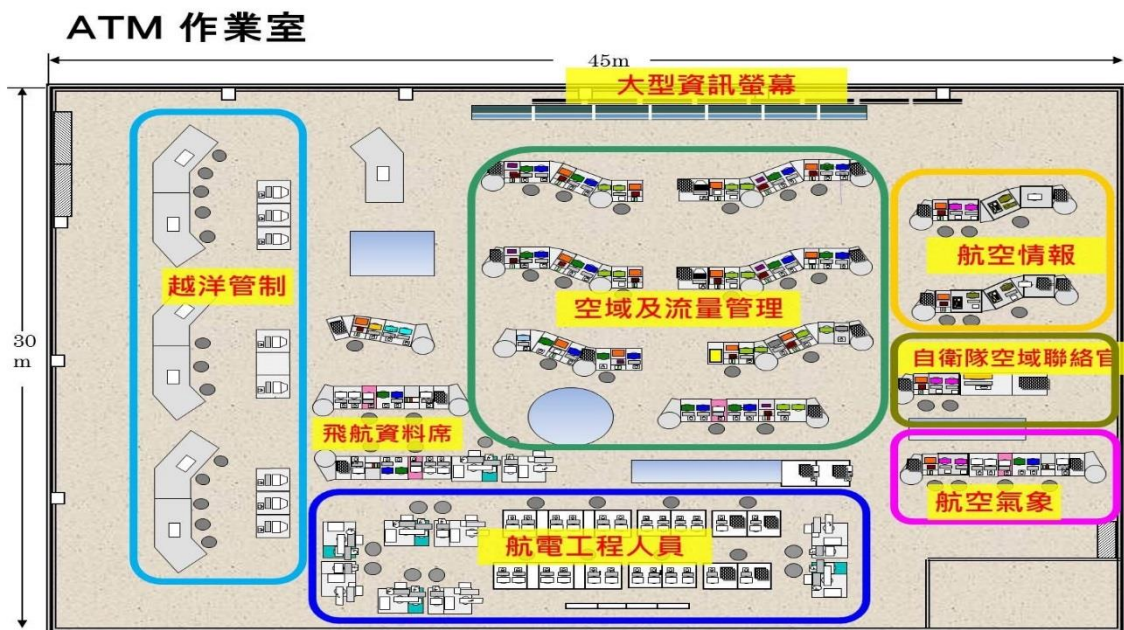 ATM 作業室
45m
大型資訊螢幕
30
m
越洋管制
空域及流量管理
航空情報
自衛隊空域聯絡官
飛航資料席
航空氣象
航電工程人員